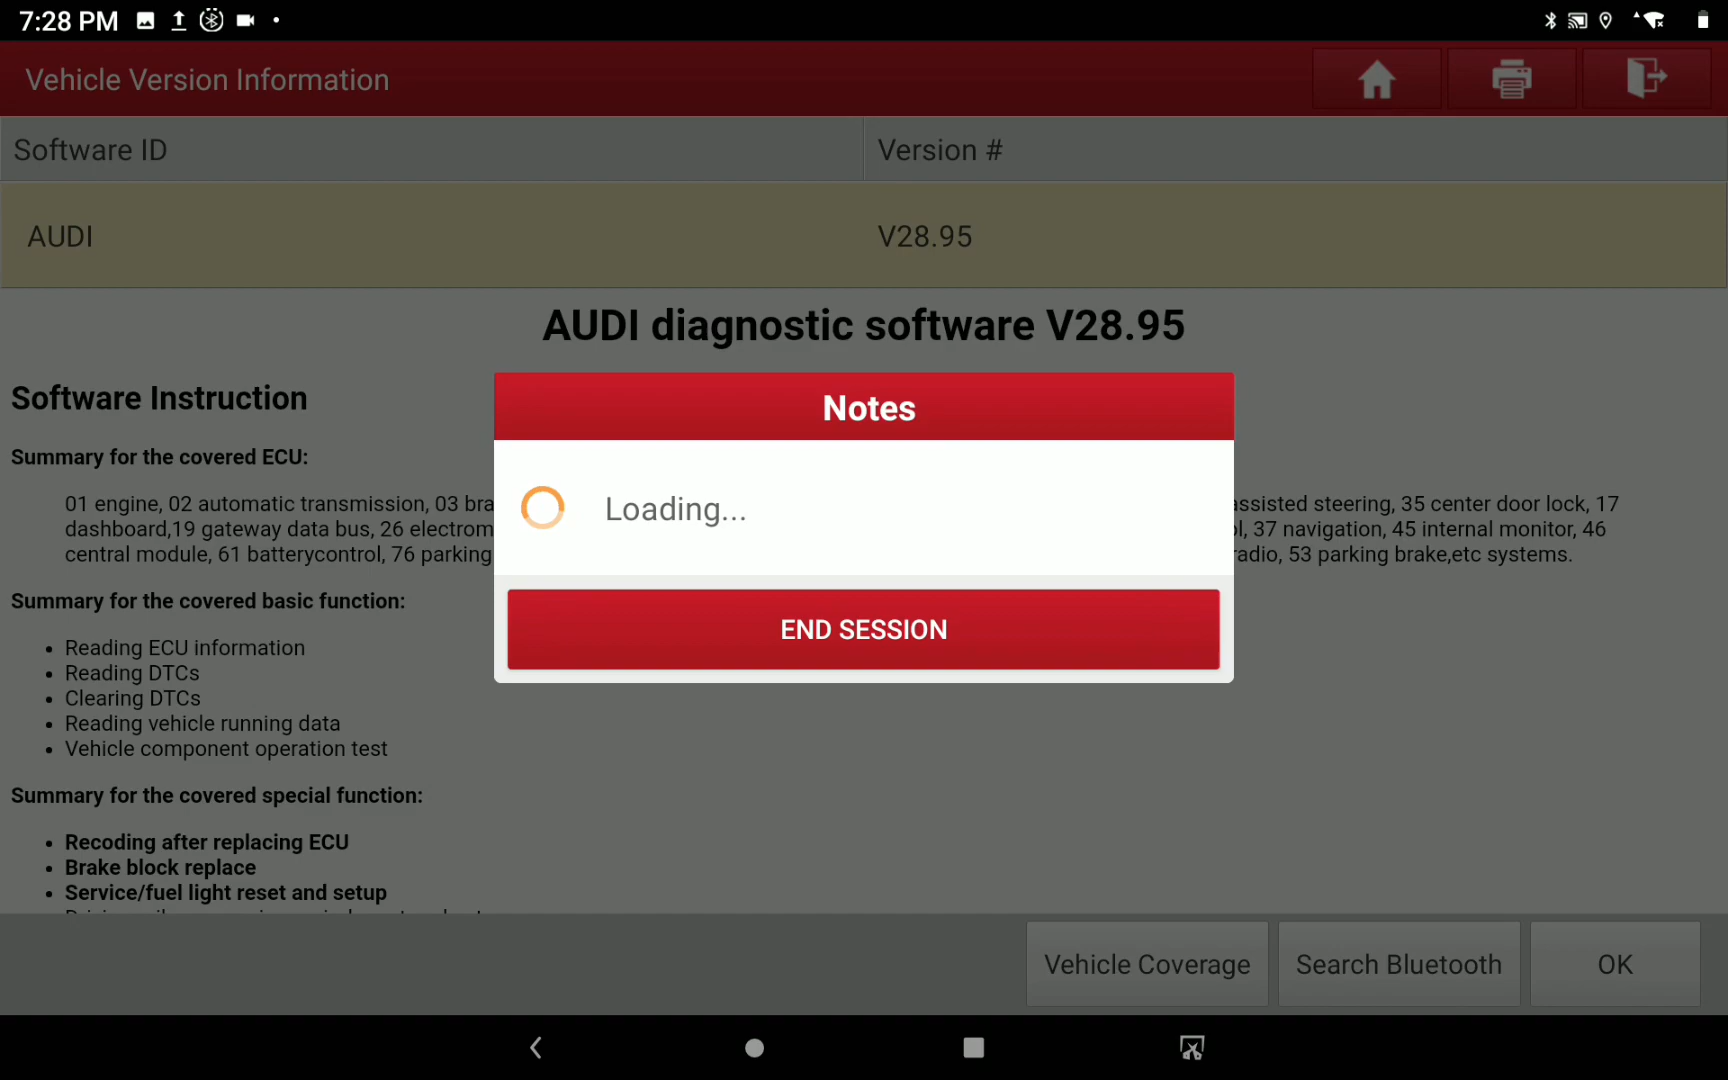 7:28 PM
Vehicle Version Information
Software ID
Version #
AUDI
V28.95
AUDI diagnostic software V28.95
Software Instruction
Notes
Loading...
END SESSION
Summary for the covered ECU:
01 engine, 02 automatic transmission, 03 bra
assisted steering, 35 center door lock, 17
dashboard,19 gateway data bus, 26 electrom
37 navigation, 45 internal monitor, 46
central module, 61 batterycontrol, 76 parking
radio, 53 parking brake,etc systems.
Summary for the covered basic function:
• Reading ECU information
• Reading DTCs
• Clearing DTCs
• Reading vehicle running data
• Vehicle component operation test
Summary for the covered special function:
• Recoding after replacing ECU
• Brake block replace
• Service/fuel light reset and setup
Vehicle Coverage
Search Bluetooth
OK